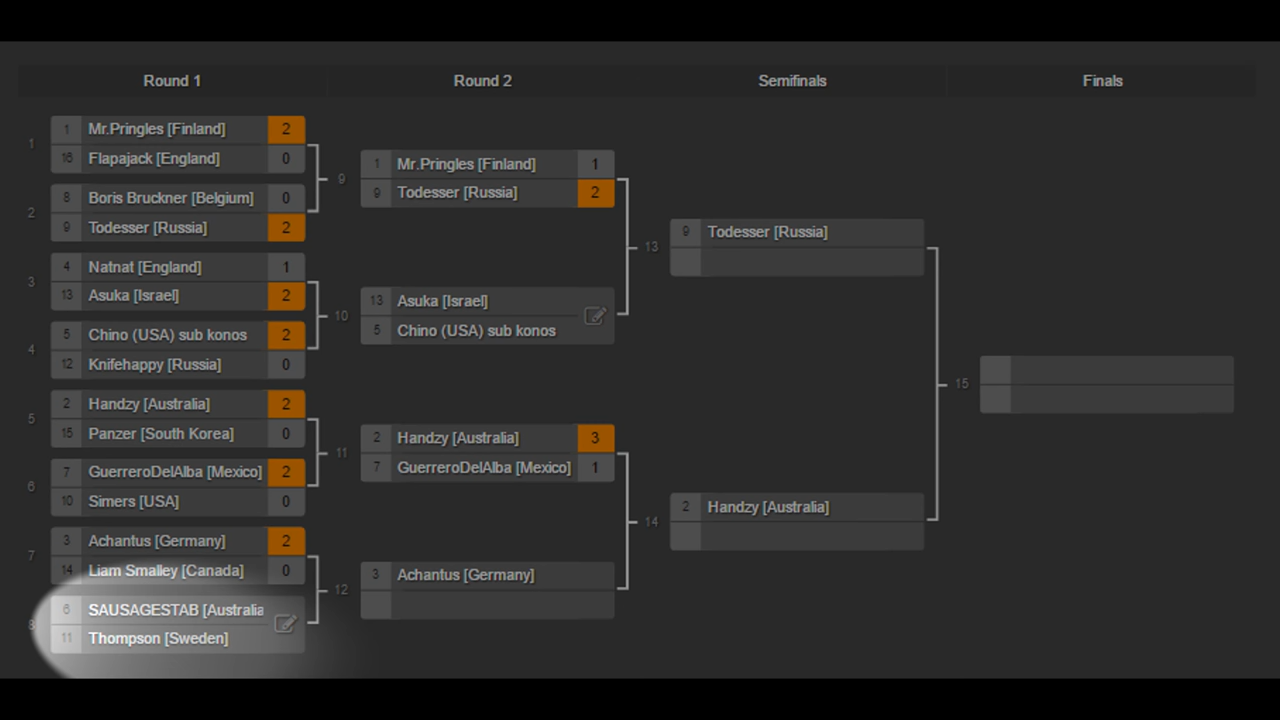 Round 1
Round 2
Semifinals
Finals
1
1 Mr.Pringles [Finland] 2
16 Flapajack [England] 0
2
8 Boris Bruckner [Belgium] 0
9 Todesser [Russia] 2
3
4 Natnat [England] 1
13 Asuka [Israel] 2
4
5 Chino (USA) sub konos 2
12 Knifehappy [Russia] 0
5
2 Handzy [Australia] 2
15 Panzer [South Korea] 0
6
7 GuerreroDelAlba [Mexico] 2
10 Simers [USA] 0
7
3 Achantus [Germany] 2
14 Liam Smalley [Canada] 0
8
6 SAUSAGESTAB [Australia
11 Thompson [Sweden]
9
1 Mr.Pringles [Finland] 1
9 Todesser [Russia] 2
10
13 Asuka [Israel]
5 Chino (USA) sub konos
11
2 Handzy [Australia] 3
7 GuerreroDelAlba [Mexico] 1
12
3 Achantus [Germany]
13
9 Todesser [Russia]
14
2 Handzy [Australia]
15